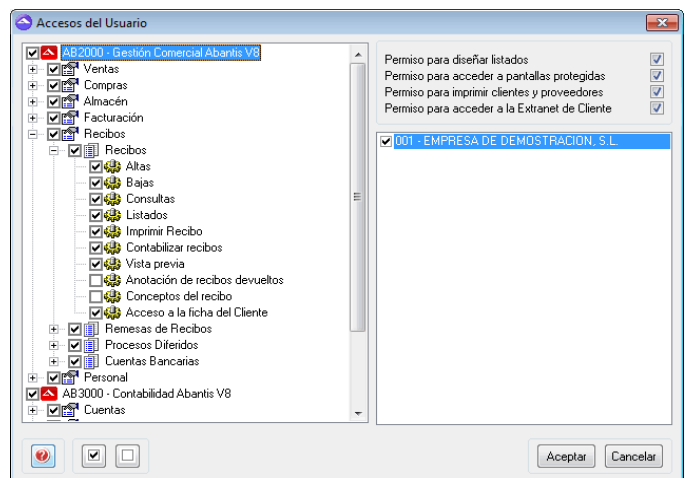 Accesos del Usuario
AB2000 - Gestión Comercial Abantis V8
Ventas
Compras
Almacén
Facturación
Recibos
Recibos
Altas
Bajas
Consultas
Listados
Imprimir Recibo
Contabilizar recibos
Vista previa
Anotación de recibos devueltos
Conceptos del recibo
Acceso a la ficha del Cliente
Remesas de Recibos
Procesos Diferidos
Cuentas Bancarias
Personal
AB3000 - Contabilidad Abantis V8
Cuentas
Permiso para diseñar listados
Permiso para acceder a pantallas protegidas
Permiso para imprimir clientes y proveedores
Permiso para acceder a la Extranet de Cliente
001 - EMPRESA DE DEMOSTRACION, S.L.
Aceptar
Cancelar